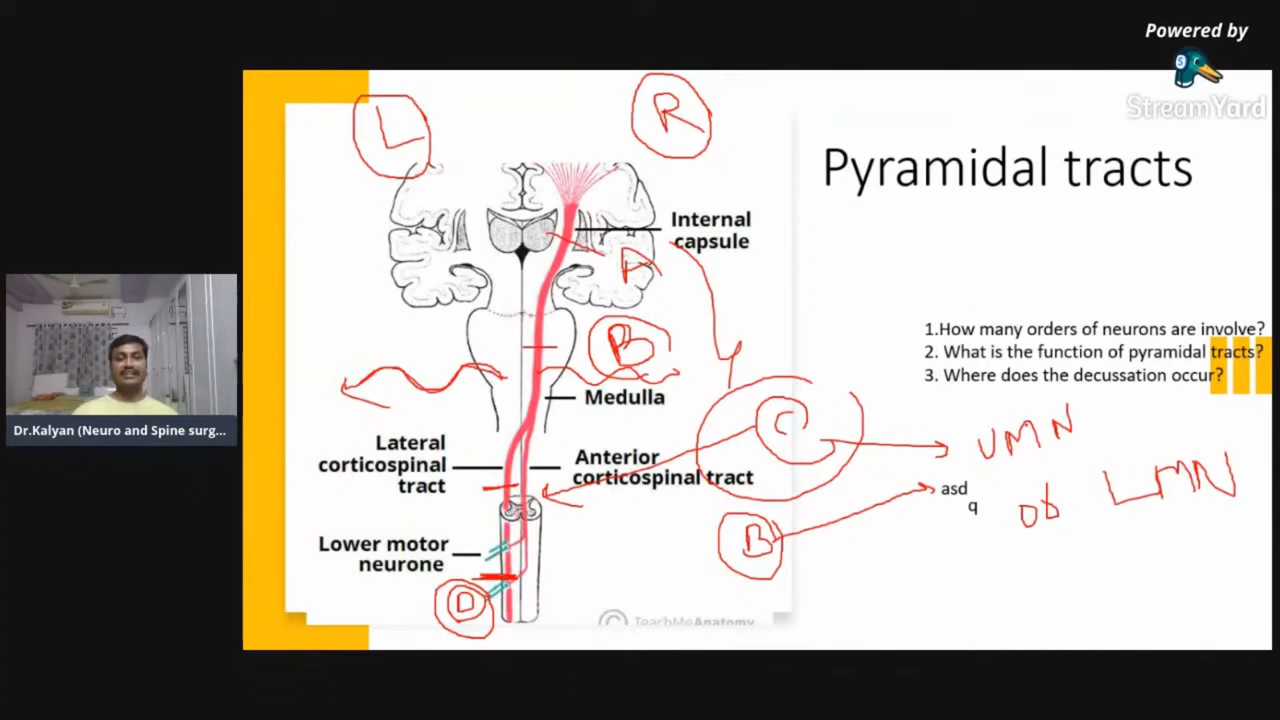 Powered by
StreamYard
L
R
Pyramidal tracts
Internal
capsule
A
1.How many orders of neurons are involve?
2. What is the function of pyramidal tracts?
3. Where does the decussation occur?
B
Medulla
C
UMN
Lateral
corticospinal
tract
Anterior
corticospinal tract
asd
q
LMN
B
Lower motor
neurone
D
© TeachMeAnatomy
Dr.Kalyan (Neuro and Spine surg...